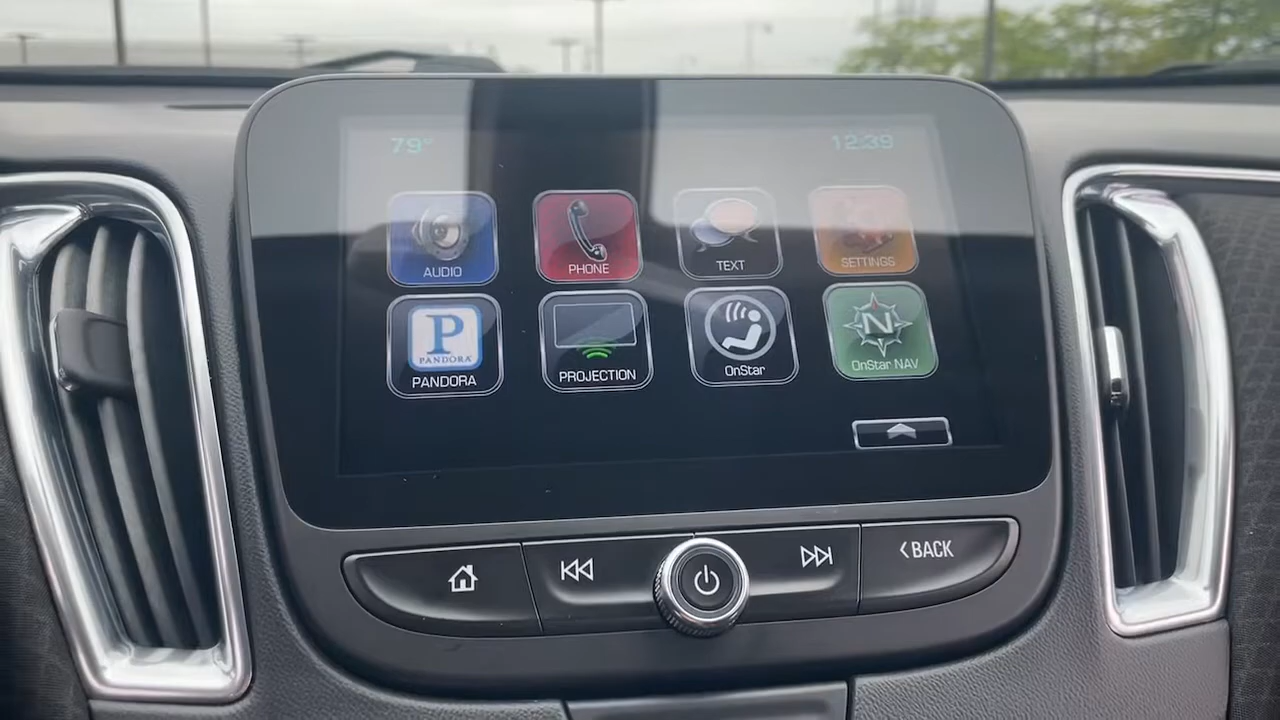 79°
12:39
AUDIO
PHONE
TEXT
SETTINGS
P
PANDORA
PANDORA
PROJECTION
OnStar
N
OnStar NAV
BACK